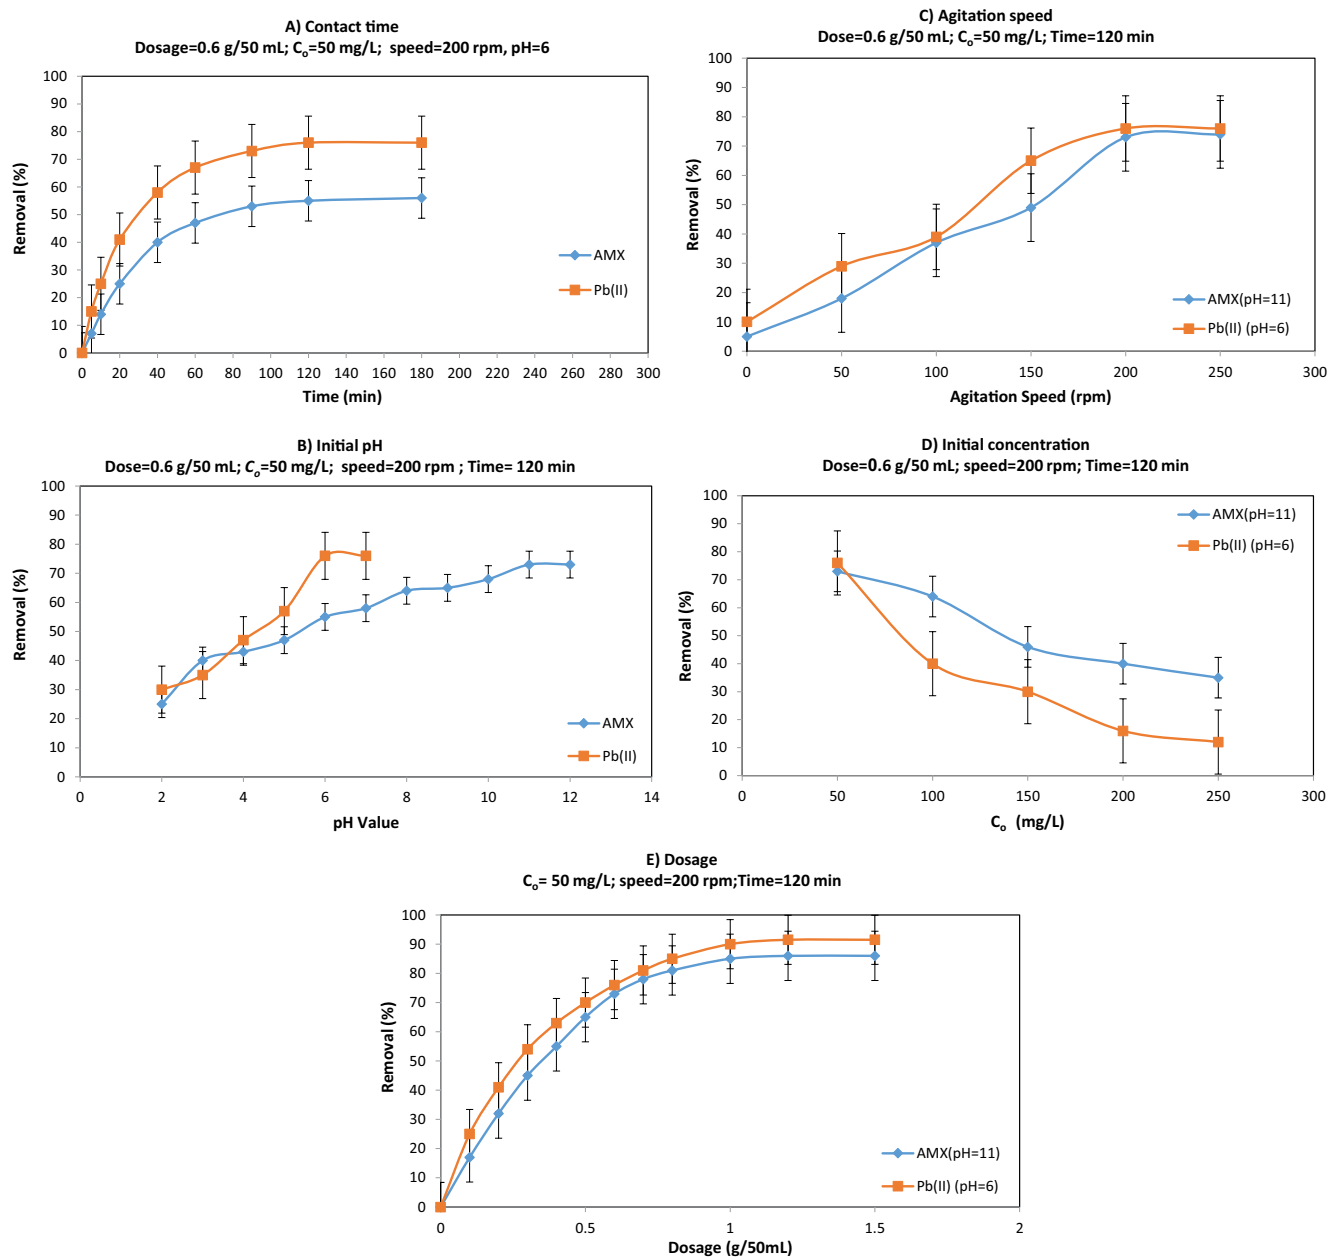 A) Contact time
Dosage=0.6 g/50 mL; Cₒ=50 mg/L; speed=200 rpm, pH=6
100
90
80
70
60
50
40
30
20
10
0
Removal (%)
AMX
Pb(II)
0 20 40 60 80 100 120 140 160 180 200 220 240 260 280 300
Time (min)
C) Agitation speed
Dose=0.6 g/50 mL; Cₒ=50 mg/L; Time=120 min
100
90
80
70
60
50
40
30
20
10
0
Removal (%)
AMX(pH=11)
Pb(II) (pH=6)
0 50 100 150 200 250 300
Agitation Speed (rpm)
B) Initial pH
Dose=0.6 g/50 mL; Cₒ=50 mg/L; speed=200 rpm ; Time= 120 min
100
90
80
70
60
50
40
30
20
10
0
Removal (%)
AMX
Pb(II)
0 2 4 6 8 10 12 14
pH Value
D) Initial concentration
Dose=0.6 g/50 mL; speed=200 rpm; Time=120 min
100
90
80
70
60
50
40
30
20
10
0
Removal (%)
AMX(pH=11)
Pb(II) (pH=6)
0 50 100 150 200 250 300
Cₒ (mg/L)
E) Dosage
Cₒ= 50 mg/L; speed=200 rpm;Time=120 min
100
90
80
70
60
50
40
30
20
10
0
Removal (%)
AMX(pH=11)
Pb(II) (pH=6)
0 0.5 1 1.5 2
Dosage (g/50mL)